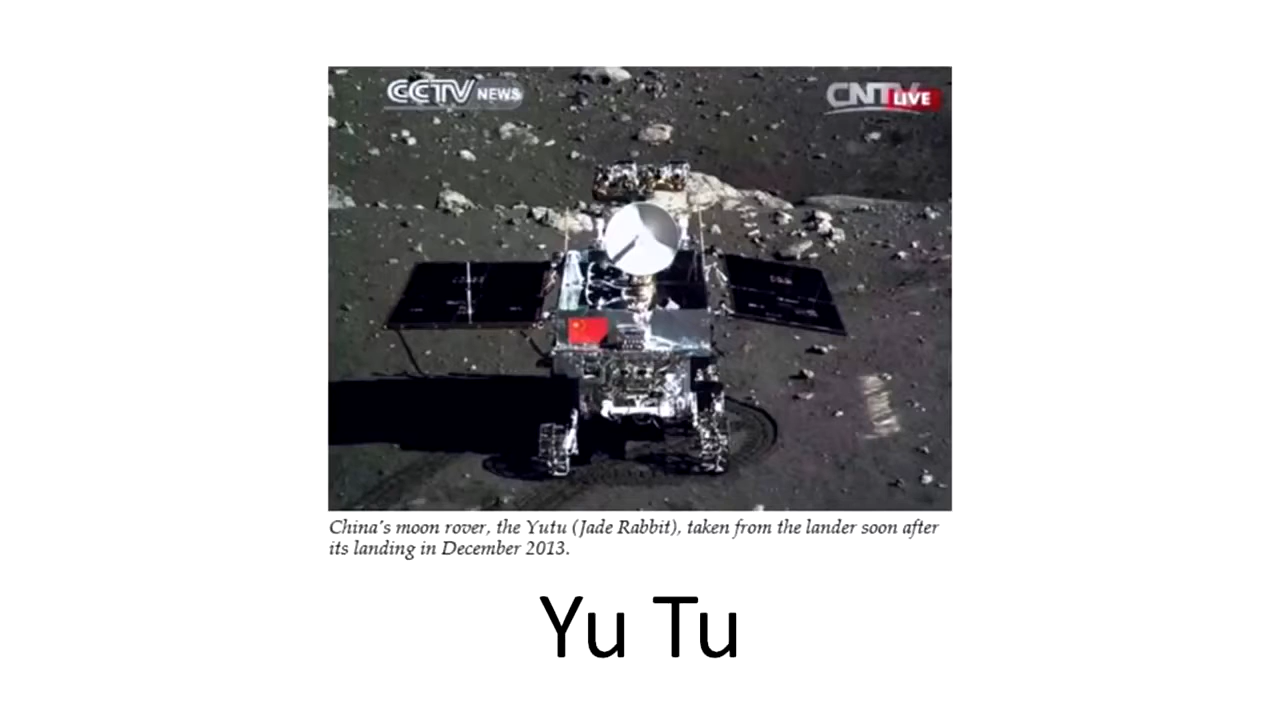 CCTV NEWS
CNTV LIVE
China's moon rover, the Yutu (Jade Rabbit), taken from the lander soon after
its landing in December 2013.
Yu Tu